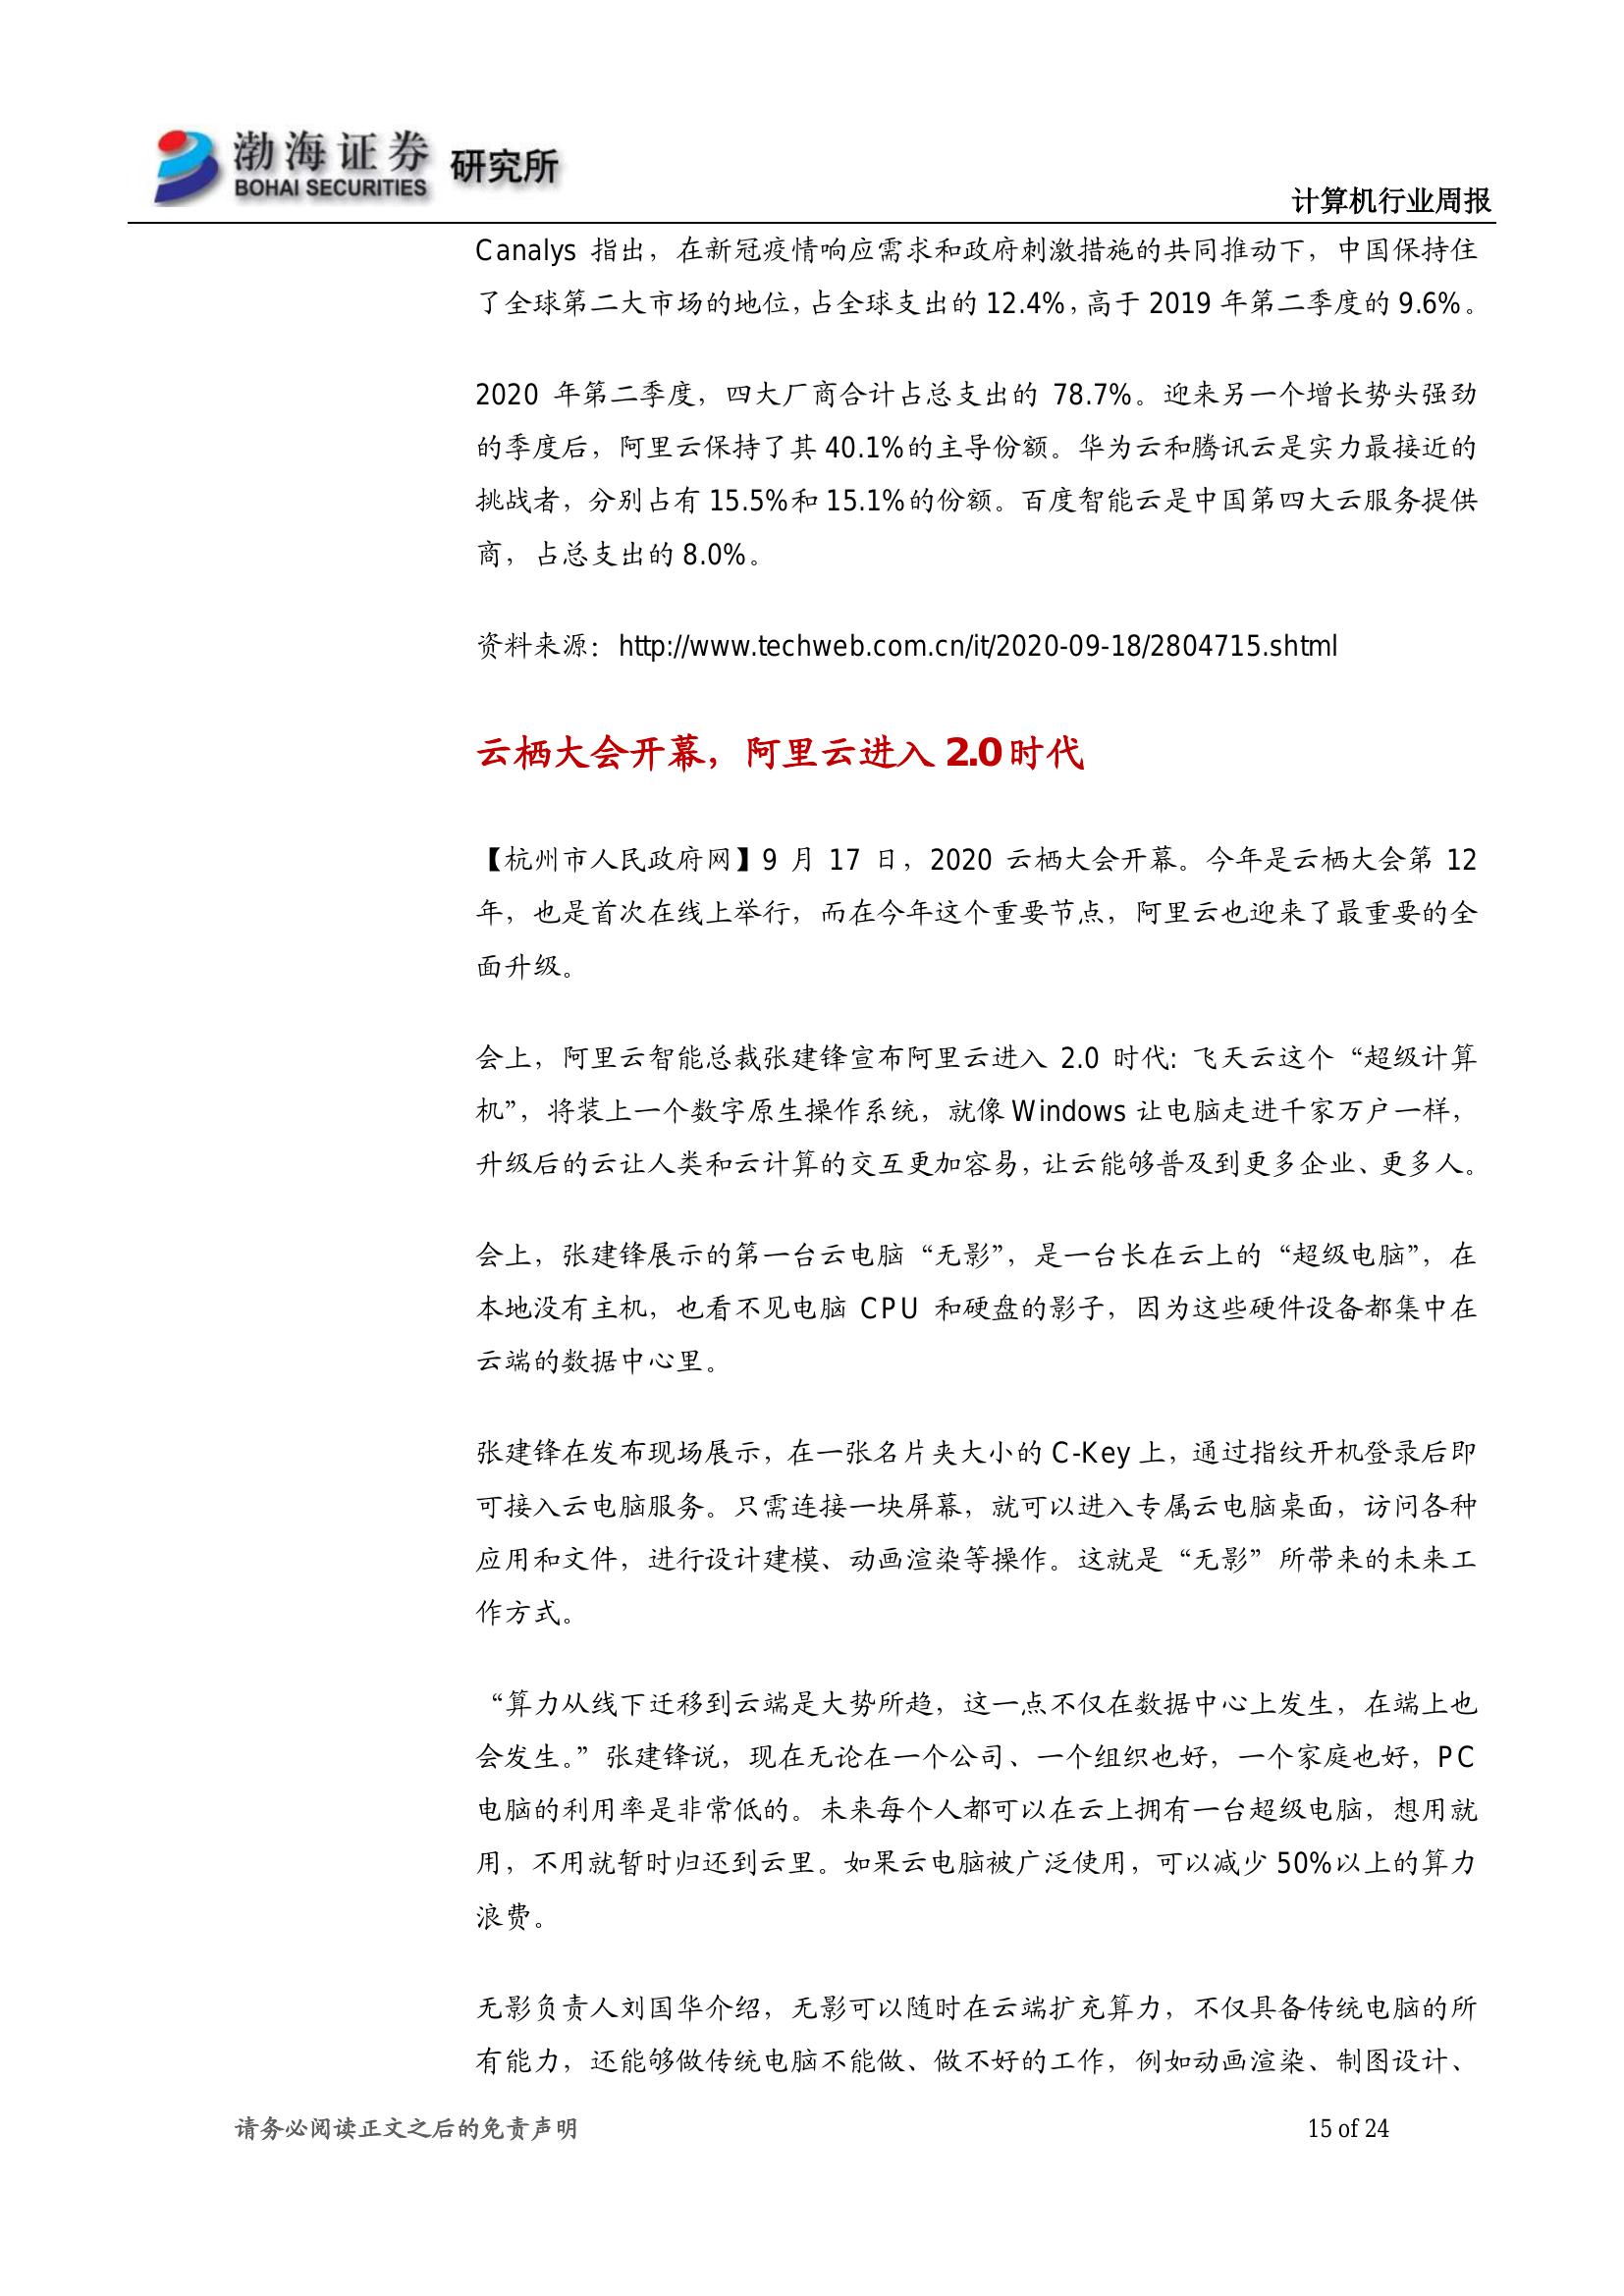 渤海证券 研究所
BOHAI SECURITIES
计算机行业周报
Canalys 指出，在新冠疫情响应需求和政府刺激措施的共同推动下，中国保持住
了全球第二大市场的地位，占全球支出的 12.4%，高于 2019 年第二季度的 9.6%。
2020 年第二季度，四大厂商合计占总支出的 78.7%。迎来另一个增长势头强劲
的季度后，阿里云保持了其 40.1%的主导份额。华为云和腾讯云是实力最接近的
挑战者，分别占有 15.5%和 15.1%的份额。百度智能云是中国第四大云服务提供
商，占总支出的 8.0%。
资料来源：http://www.techweb.com.cn/it/2020-09-18/2804715.shtml
云栖大会开幕，阿里云进入 2.0 时代
【杭州市人民政府网】9 月 17 日，2020 云栖大会开幕。今年是云栖大会第 12
年，也是首次在线上举行，而在今年这个重要节点，阿里云也迎来了最重要的全
面升级。
会上，阿里云智能总裁张建锋宣布阿里云进入 2.0 时代: 飞天云这个“超级计算
机”，将装上一个数字原生操作系统，就像 Windows 让电脑走进千家万户一样，
升级后的云让人类和云计算的交互更加容易，让云能够普及到更多企业、更多人。
会上，张建锋展示的第一台云电脑“无影”，是一台长在云上的“超级电脑”，在
本地没有主机，也看不见电脑 CPU 和硬盘的影子，因为这些硬件设备都集中在
云端的数据中心里。
张建锋在发布现场展示，在一张名片夹大小的 C-Key 上，通过指纹开机登录后即
可接入云电脑服务。只需连接一块屏幕，就可以进入专属云电脑桌面，访问各种
应用和文件，进行设计建模、动画渲染等操作。这就是“无影”所带来的未来工
作方式。
“算力从线下迁移到云端是大势所趋，这一点不仅在数据中心上发生，在端上也
会发生。”张建锋说，现在无论在一个公司、一个组织也好，一个家庭也好，PC
电脑的利用率是非常低的。未来每个人都可以在云上拥有一台超级电脑，想用就
用，不用就暂时归还到云里。如果云电脑被广泛使用，可以减少 50%以上的算力
浪费。
无影负责人刘国华介绍，无影可以随时在云端扩充算力，不仅具备传统电脑的所
有能力，还能够做传统电脑不能做、做不好的工作，例如动画渲染、制图设计、
请务必阅读正文之后的免责声明
15 of 24